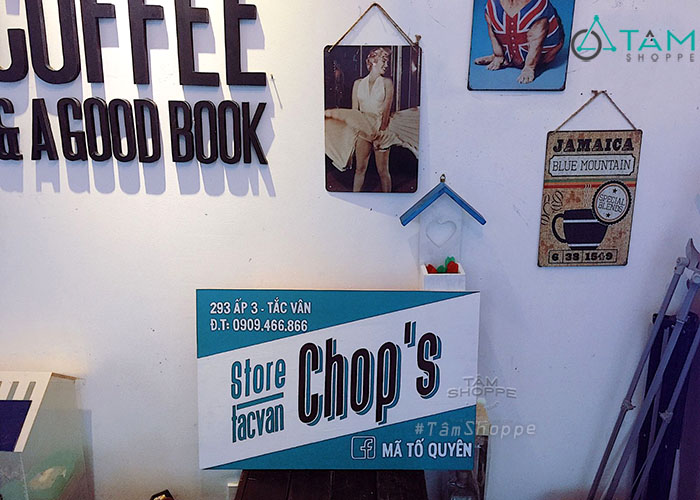 COFFEE
& A GOOD BOOK
TÂM
SHOPPE
JAMAICA
BLUE MOUNTAIN
SPECIAL
BLENDS
6 38 1549
293 ẤP 3 - TẮC VÂN
Đ.T: 0909.466.866
Store
tacvan
Chop's
TÂM
SHOPPE
#TâmShoppe
f MÃ TỐ QUYÊN